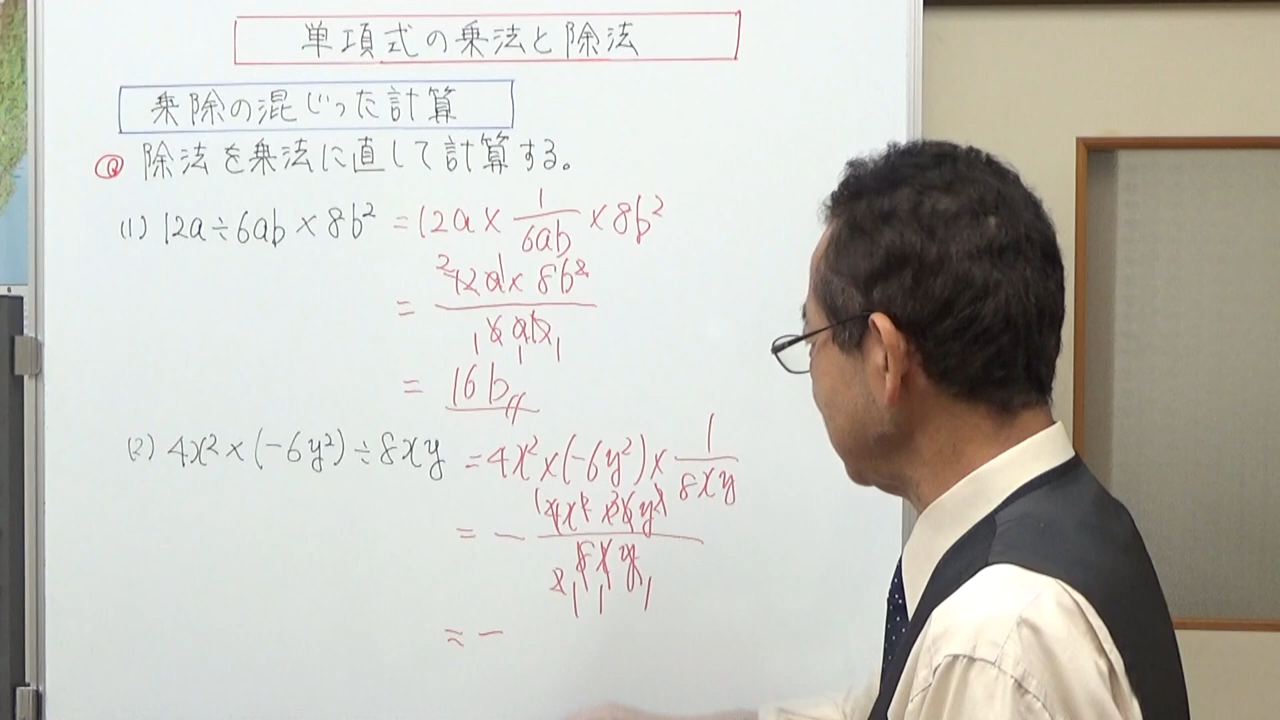 単項式の乗法と除法
乗除の混じった計算
◎ 除法を乗法に直して計算する。
(1) 12a÷6ab×8b² = 12a × 1/6ab × 8b²
= 12a × 8b² / 6ab
= 16b
(2) 4x²×(-6y²)÷8xy = 4x²×(-6y²)× 1/8xy
= - 4x² × 6y² / 8xy
= -